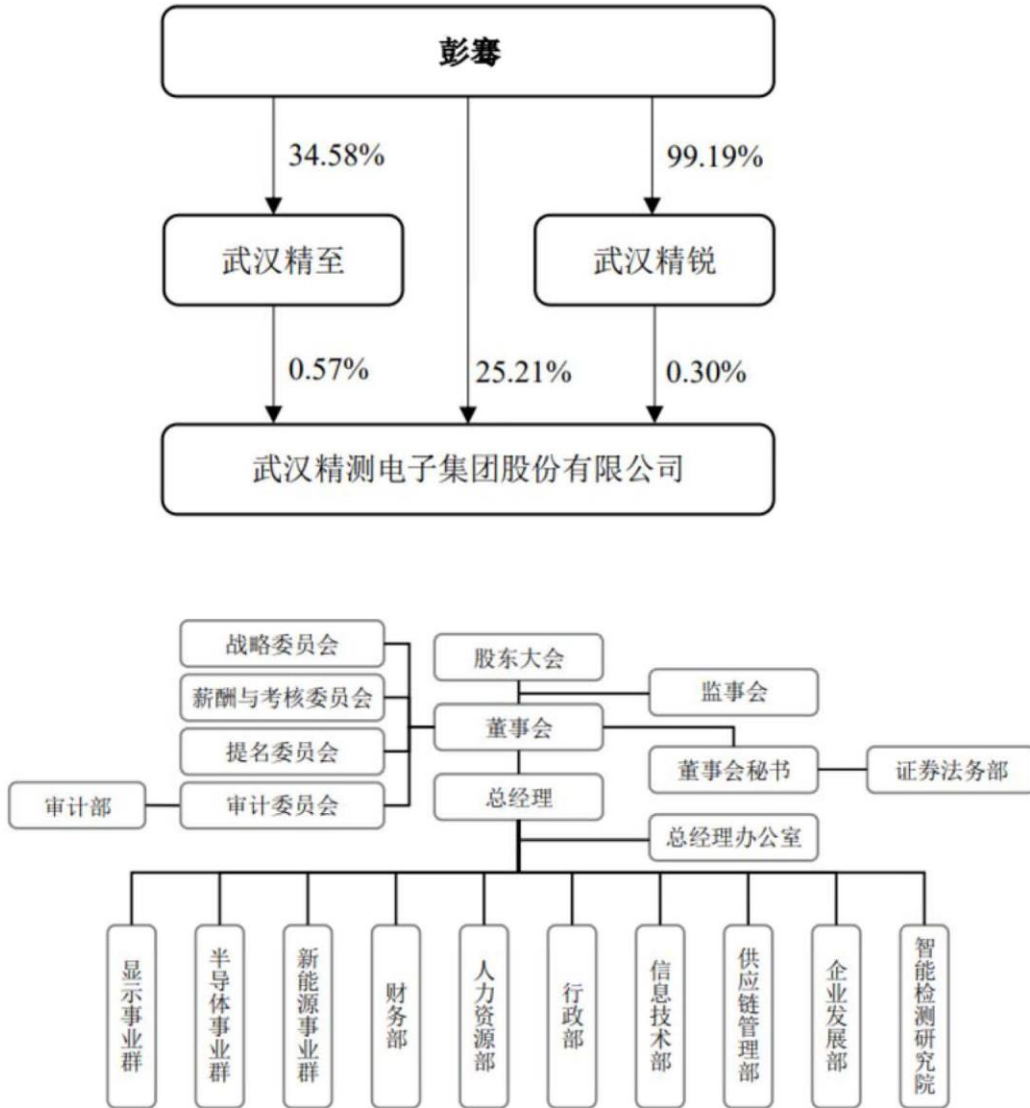 彭骞
34.58%
99.19%
武汉精至
武汉精锐
0.57%
25.21%
0.30%
武汉精测电子集团股份有限公司
战略委员会
股东大会
薪酬与考核委员会
监事会
董事会
提名委员会
董事会秘书
证券法务部
审计部
审计委员会
总经理
总经理办公室
显示事业群
半导体事业群
新能源事业群
财务部
人力资源部
行政部
信息技术部
供应链管理部
企业发展部
智能检测研究院